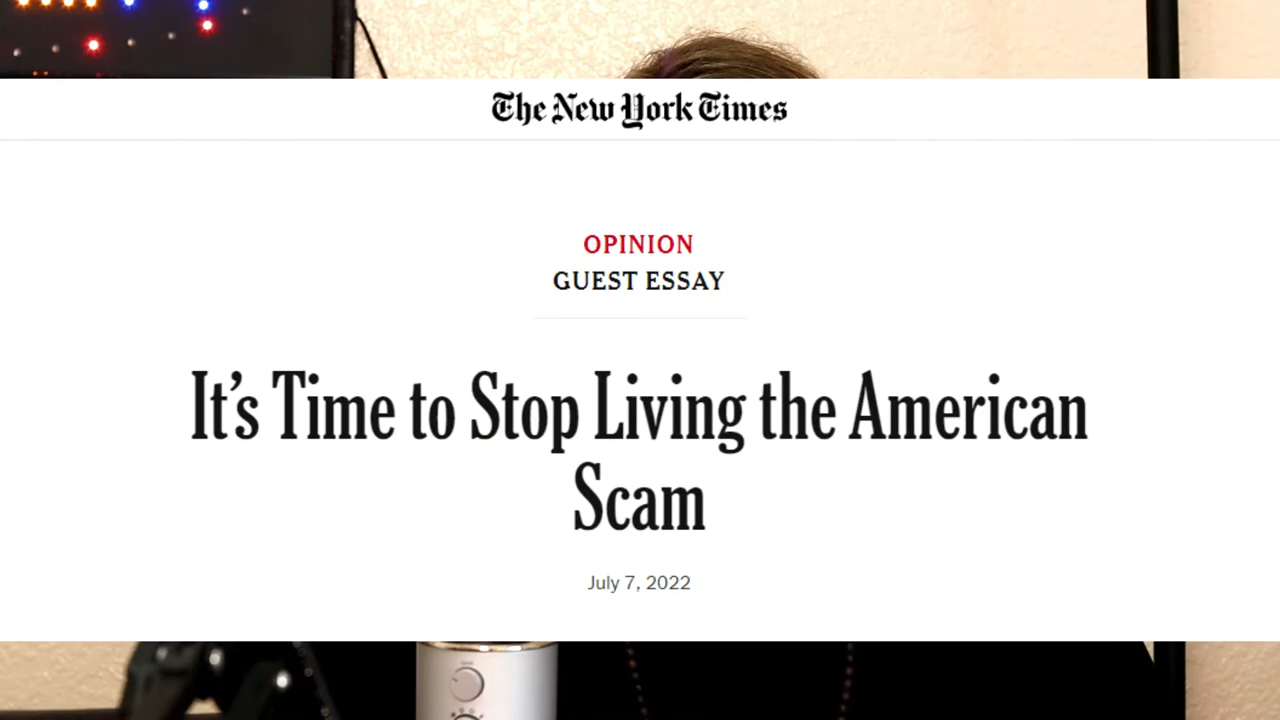 The New York Times
OPINION
GUEST ESSAY
It’s Time to Stop Living the American
Scam
July 7, 2022